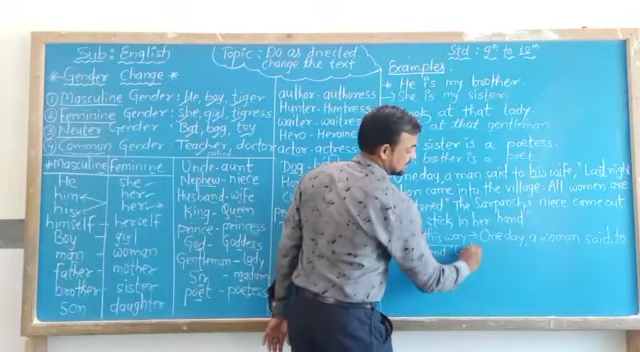 Sub: English
Topic: Do as directed
change the text
Std: 9th to 12th
* Gender Change *
① Masculine Gender: He, boy, tiger
② Feminine Gender: She, girl, tigress
③ Neuter Gender: Bat, bag, toy
④ Common Gender: Teacher, doctor
police
* Masculine Feminine
He she
him her
his her
himself herself
Boy girl
man woman
father mother
brother sister
son daughter
Uncle - aunt
Nephew - niece
Husband - wife
King - Queen
prince - princess
God - Goddess
Gentleman - lady
Sir - madam
poet - poetess
author - authoress
Hunter - Huntress
waiter - waitress
Hero - Heroine
actor - actress
Dog -
Examples:
* He is my brother.
→ She is my sister.
at that lady.
at that gentleman
sister is a poetess.
brother is a poet
One day, a man said to his wife, "Last night
came into the village. All women are
The Sarpanch's niece came out
stick in her hand"
this way → One day, a woman said to